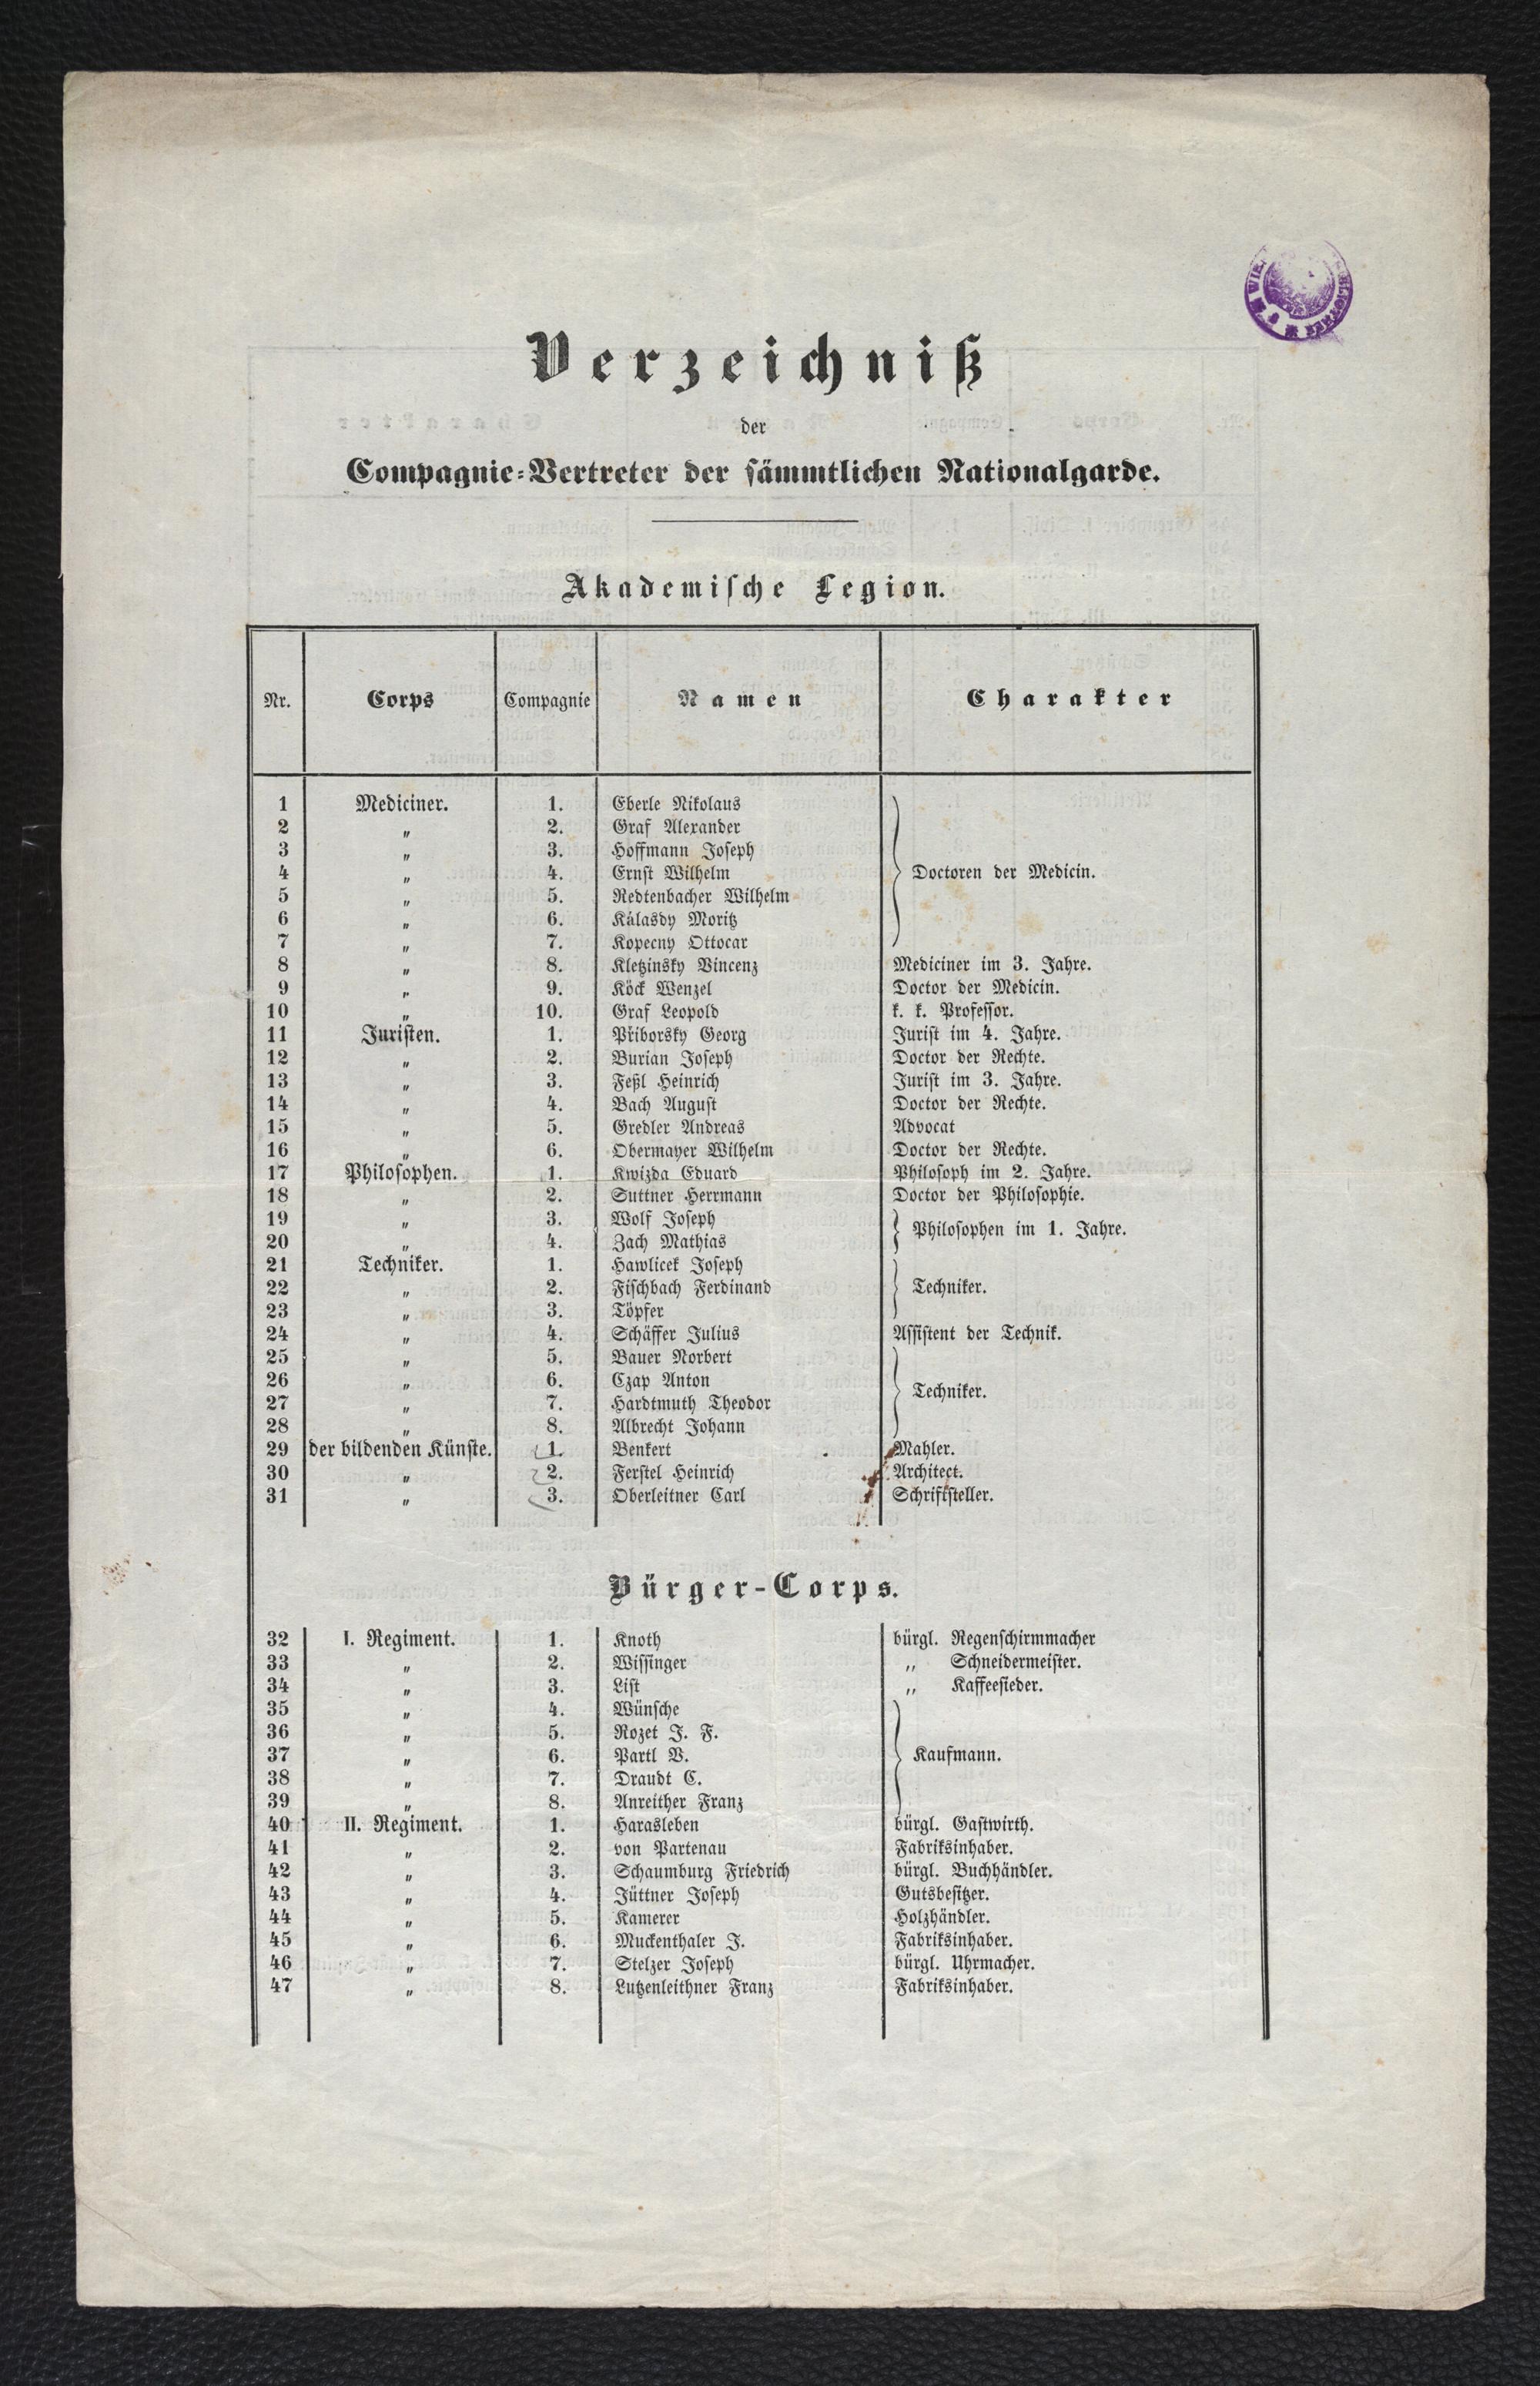 Verzeichniß
der
Compagnie-Vertreter der sämmtlichen Nationalgarde.
Akademische Legion.
Nr. Corps Compagnie Namen Charakter
1 Mediciner. 1. Eberle Nikolaus
2 „ 2. Graf Alexander
3 „ 3. Hoffmann Joseph
4 „ 4. Ernst Wilhelm Doctoren der Medicin.
5 „ 5. Redtenbacher Wilhelm
6 „ 6. Kálasdy Moritz
7 „ 7. Kopecny Ottocar
8 „ 8. Kletzinsky Vincenz Mediciner im 3. Jahre.
9 „ 9. Köck Wenzel Doctor der Medicin.
10 „ 10. Graf Leopold k. k. Professor.
11 Juristen. 1. Přiborsky Georg Jurist im 4. Jahre.
12 „ 2. Burian Joseph Doctor der Rechte.
13 „ 3. Feßl Heinrich Jurist im 3. Jahre.
14 „ 4. Bach August Doctor der Rechte.
15 „ 5. Gredler Andreas Advocat
16 „ 6. Obermayer Wilhelm Doctor der Rechte.
17 Philosophen. 1. Kwizda Eduard Philosoph im 2. Jahre.
18 „ 2. Suttner Herrmann Doctor der Philosophie.
19 „ 3. Wolf Joseph Philosophen im 1. Jahre.
20 „ 4. Zach Mathias
21 Techniker. 1. Hawlicek Joseph
22 „ 2. Fischbach Ferdinand Techniker.
23 „ 3. Töpfer
24 „ 4. Schäffer Julius Assistent der Technik.
25 „ 5. Bauer Norbert
26 „ 6. Czap Anton Techniker.
27 „ 7. Hardtmuth Theodor
28 „ 8. Albrecht Johann
29 der bildenden Künste. 1. Benkert Mahler.
30 „ 2. Ferstel Heinrich Architect.
31 „ 3. Oberleitner Carl Schriftsteller.
Bürger-Corps.
32 I. Regiment. 1. Knoth bürgl. Regenschirmmacher
33 „ 2. Wissinger „ Schneidermeister.
34 „ 3. List „ Kaffeesieder.
35 „ 4. Wünsche
36 „ 5. Rozet J. F.
37 „ 6. Partl V. Kaufmann.
38 „ 7. Draudt C.
39 „ 8. Anreither Franz
40 II. Regiment. 1. Harasleben bürgl. Gastwirth.
41 „ 2. von Partenau Fabriksinhaber.
42 „ 3. Schaumburg Friedrich bürgl. Buchhändler.
43 „ 4. Jüttner Joseph Gutsbesitzer.
44 „ 5. Kamerer Holzhändler.
45 „ 6. Muckenthaler J. Fabriksinhaber.
46 „ 7. Stelzer Joseph bürgl. Uhrmacher.
47 „ 8. Lutzenleithner Franz Fabriksinhaber.